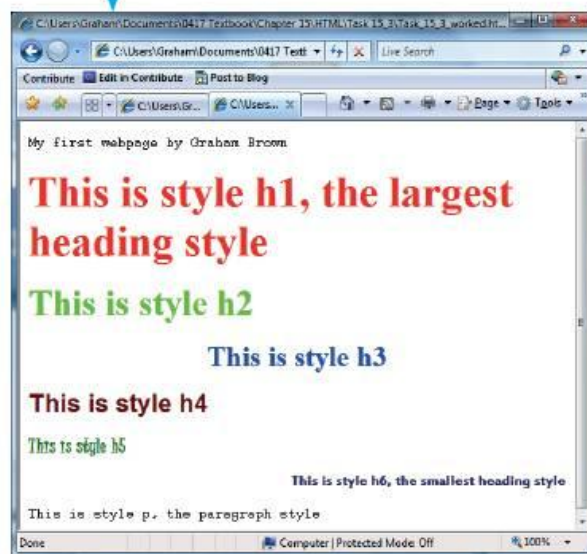 C:\Users\Graham\Documents\0417 Textbook\Chapter 15\HTML\Task 15_3\Task_15_3_worked.ht...
C:\Users\Graham\Documents\0417 Text
Live Search
Contribute Edit in Contribute Post to Blog
C:\Users\Gr... C:\Users... Page Tools
My first webpage by Graham Brown
This is style h1, the largest
heading style
This is style h2
This is style h3
This is style h4
This is style h5
This is style h6, the smallest heading style
This is style p, the paragraph style
Done Computer | Protected Mode: Off 100%